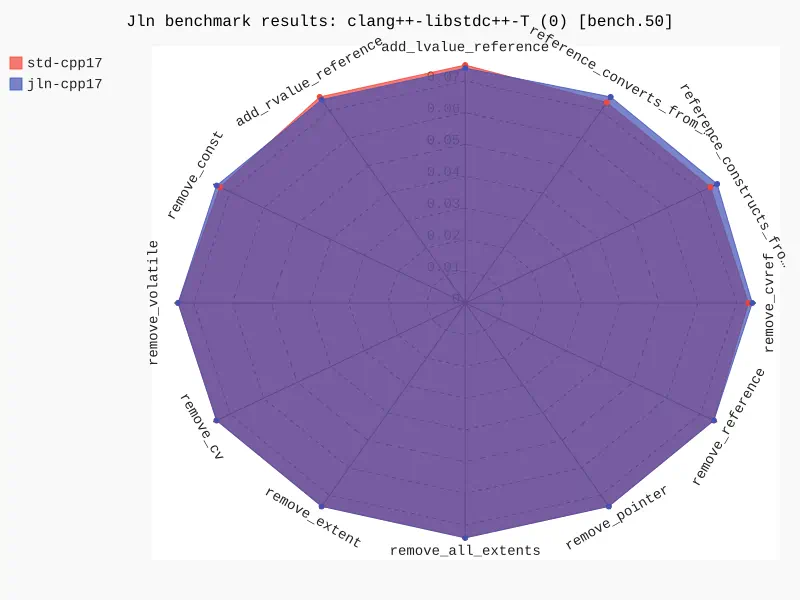 Jln benchmark results: clang++-libstdc++-T (0) [bench.50]
std-cpp17
jln-cpp17
add_lvalue_reference
reference_converts_from_…
reference_constructs_fro…
remove_cvref
remove_reference
remove_pointer
remove_all_extents
remove_extent
remove_cv
remove_volatile
remove_const
add_rvalue_reference
0.07
0.06
0.05
0.04
0.03
0.02
0.01
0